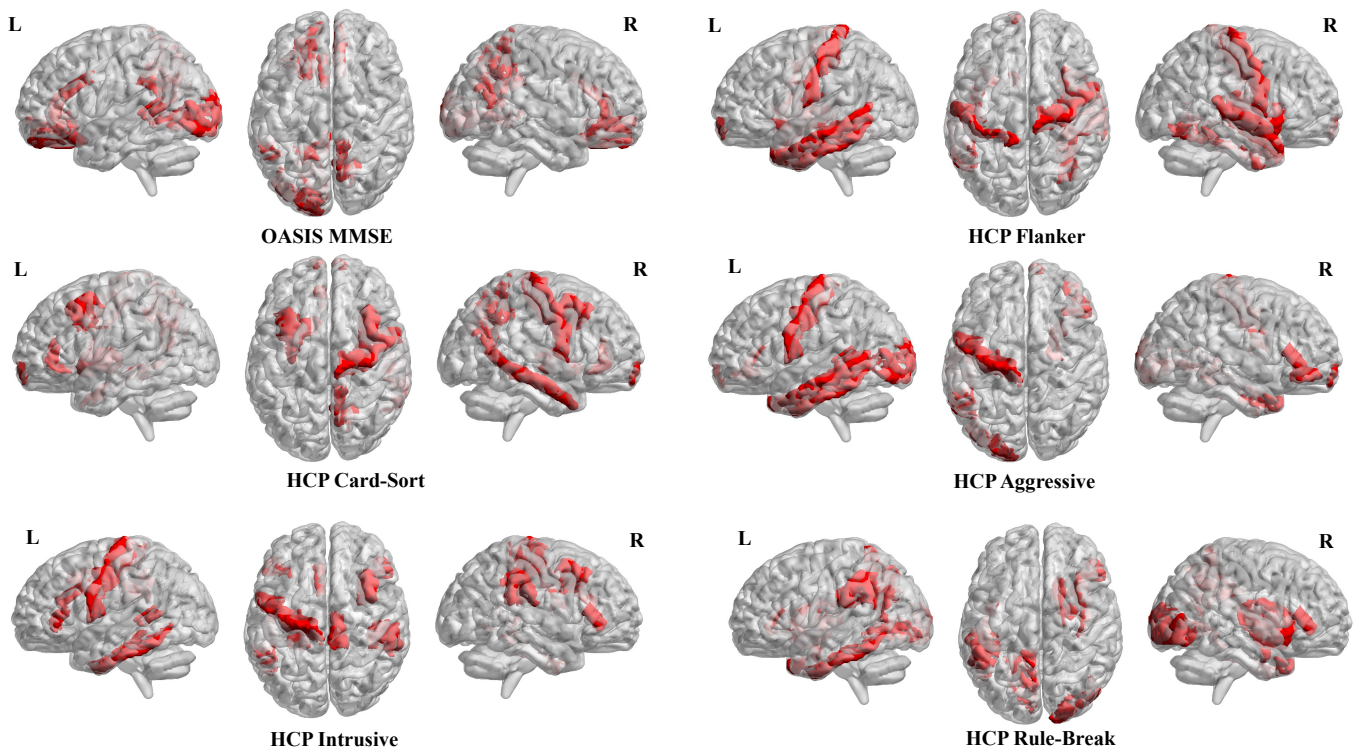 L
R
L
R
OASIS MMSE
HCP Flanker
L
R
L
R
HCP Card-Sort
HCP Aggressive
L
R
L
R
HCP Intrusive
HCP Rule-Break